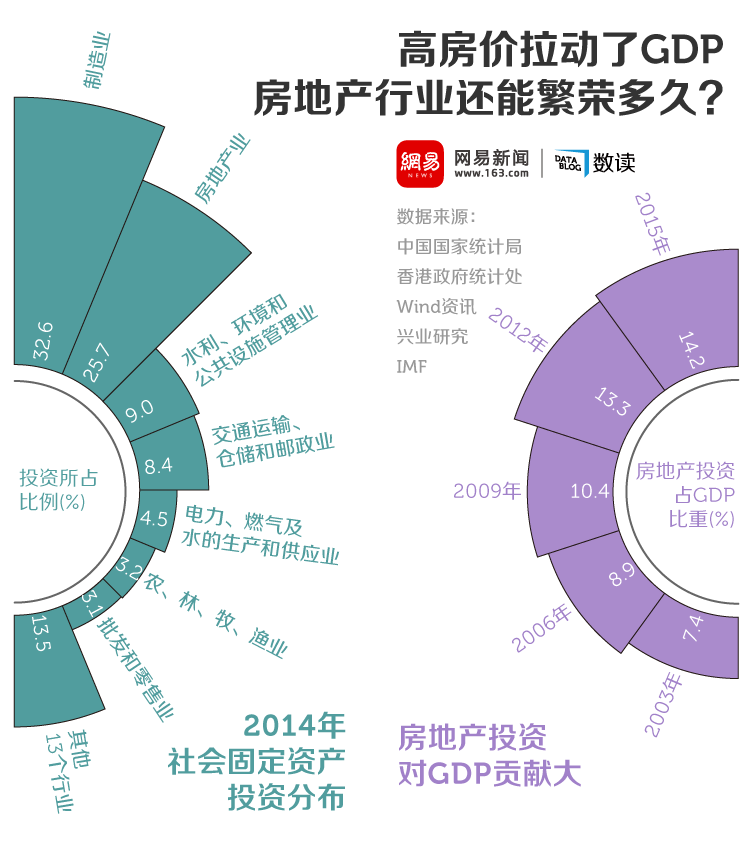 高房价拉动了GDP
房地产行业还能繁荣多久?
網易
NEWS
网易新闻
www.163.com
DATA
BLOG
数读
数据来源:
中国国家统计局
香港政府统计处
Wind资讯
兴业研究
IMF
制造业
32.6
房地产业
25.7
水利、环境和
公共设施管理业
9.0
交通运输、
仓储和邮政业
8.4
电力、燃气及
水的生产和供应业
4.5
农、林、牧、渔业
3.2
批发和零售业
3.1
其他
13个行业
13.5
投资所占
比例(%)
2014年
社会固定资产
投资分布
2015年
14.2
2012年
13.3
2009年
10.4
2006年
8.9
2003年
7.4
房地产投资
占GDP
比重(%)
房地产投资
对GDP贡献大